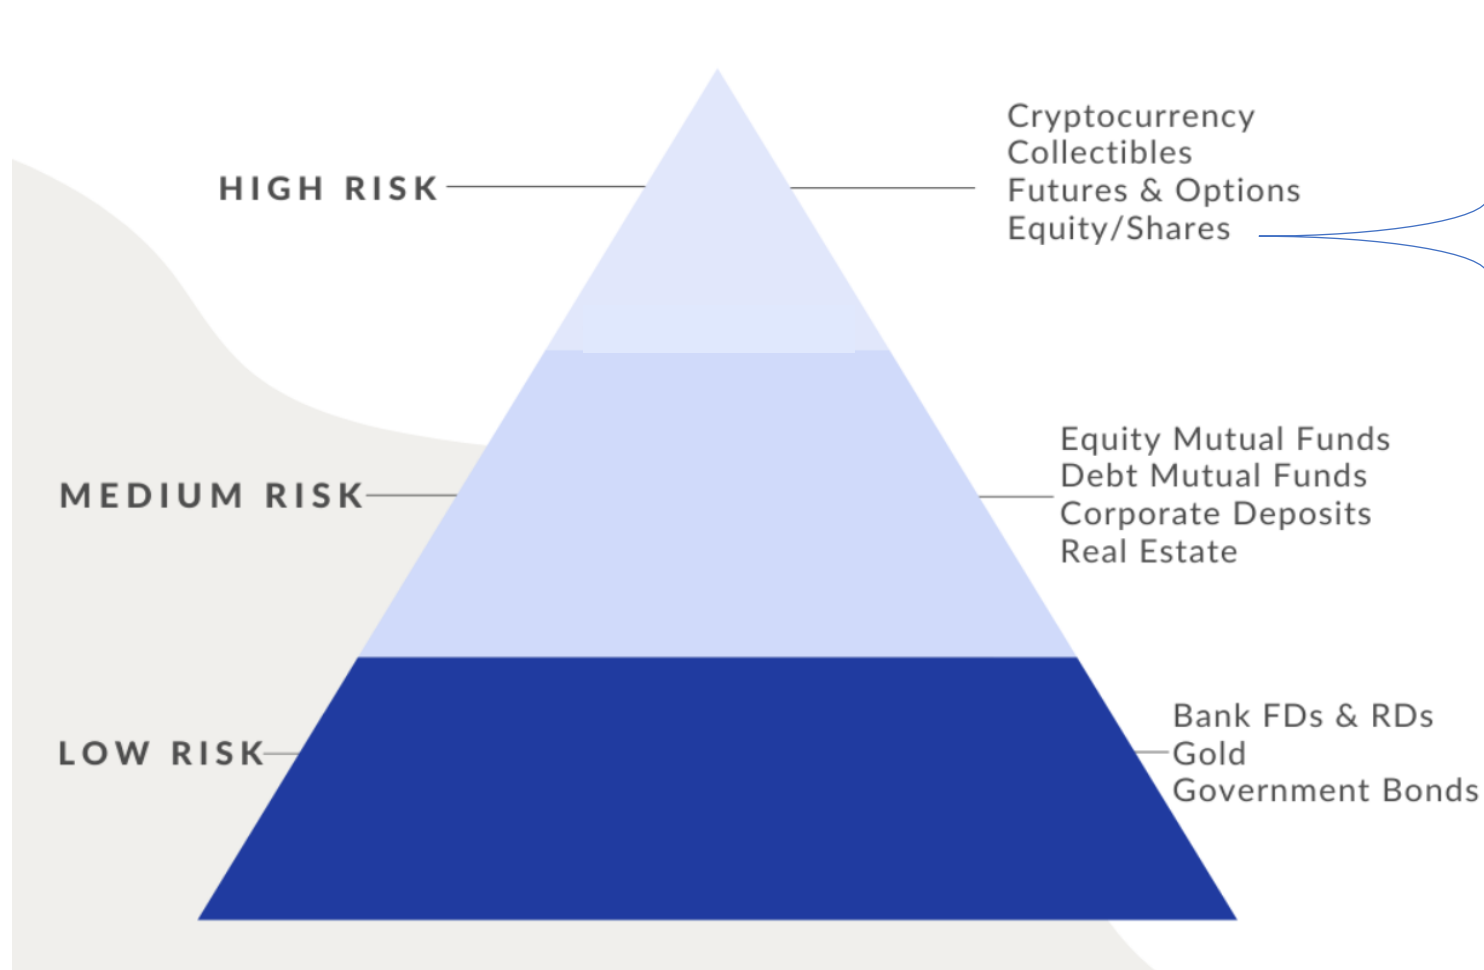 HIGH RISK
Cryptocurrency
Collectibles
Futures & Options
Equity/Shares
MEDIUM RISK
Equity Mutual Funds
Debt Mutual Funds
Corporate Deposits
Real Estate
LOW RISK
Bank FDs & RDs
Gold
Government Bonds